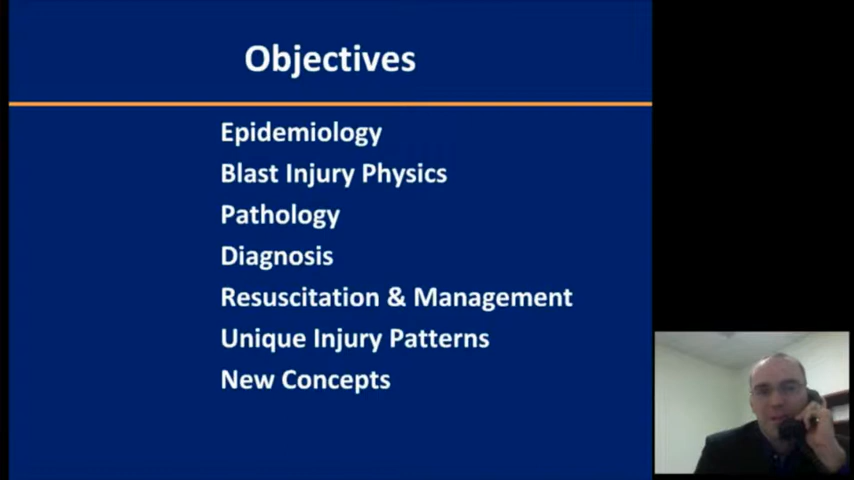 Objectives
Epidemiology
Blast Injury Physics
Pathology
Diagnosis
Resuscitation & Management
Unique Injury Patterns
New Concepts